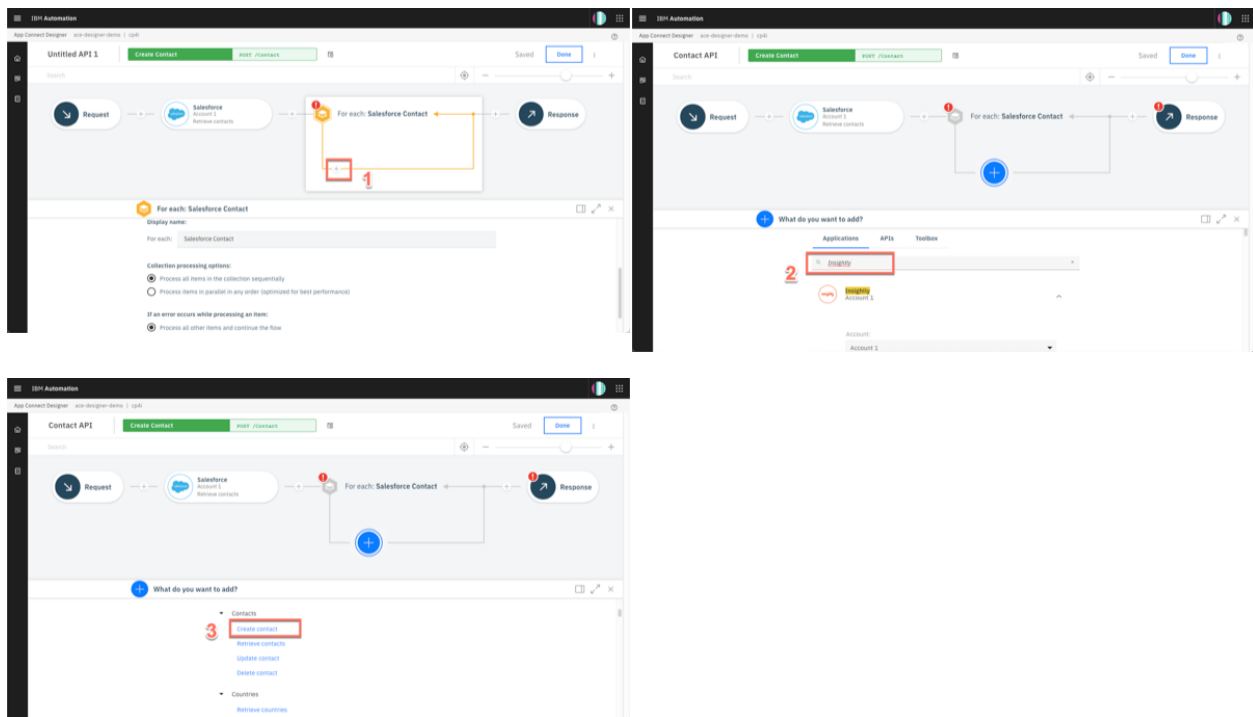 IBM Automation
App Connect Designer ace-designer-demo | cp4i
Untitled API 1
Create Contact
POST /Contact
Saved
Done
Search
Request
Salesforce
Account 1
Retrieve contacts
For each: Salesforce Contact
Response
1
For each: Salesforce Contact
Display name:
For each: Salesforce Contact
Collection processing options:
Process all items in the collection sequentially
Process items in parallel in any order (optimized for best performance)
If an error occurs while processing an item:
Process all other items and continue the flow
IBM Automation
App Connect Designer ace-designer-demo | cp4i
Contact API
Create Contact
POST /Contact
Saved
Done
Search
Request
Salesforce
Account 1
Retrieve contacts
For each: Salesforce Contact
Response
What do you want to add?
Applications APIs Toolbox
2
Insightly
Insightly
Account 1
Account:
Account 1
IBM Automation
App Connect Designer ace-designer-demo | cp4i
Contact API
Create Contact
POST /Contact
Saved
Done
Search
Request
Salesforce
Account 1
Retrieve contacts
For each: Salesforce Contact
Response
What do you want to add?
Contacts
3
Create contact
Retrieve contacts
Update contact
Delete contact
Countries
Retrieve countries